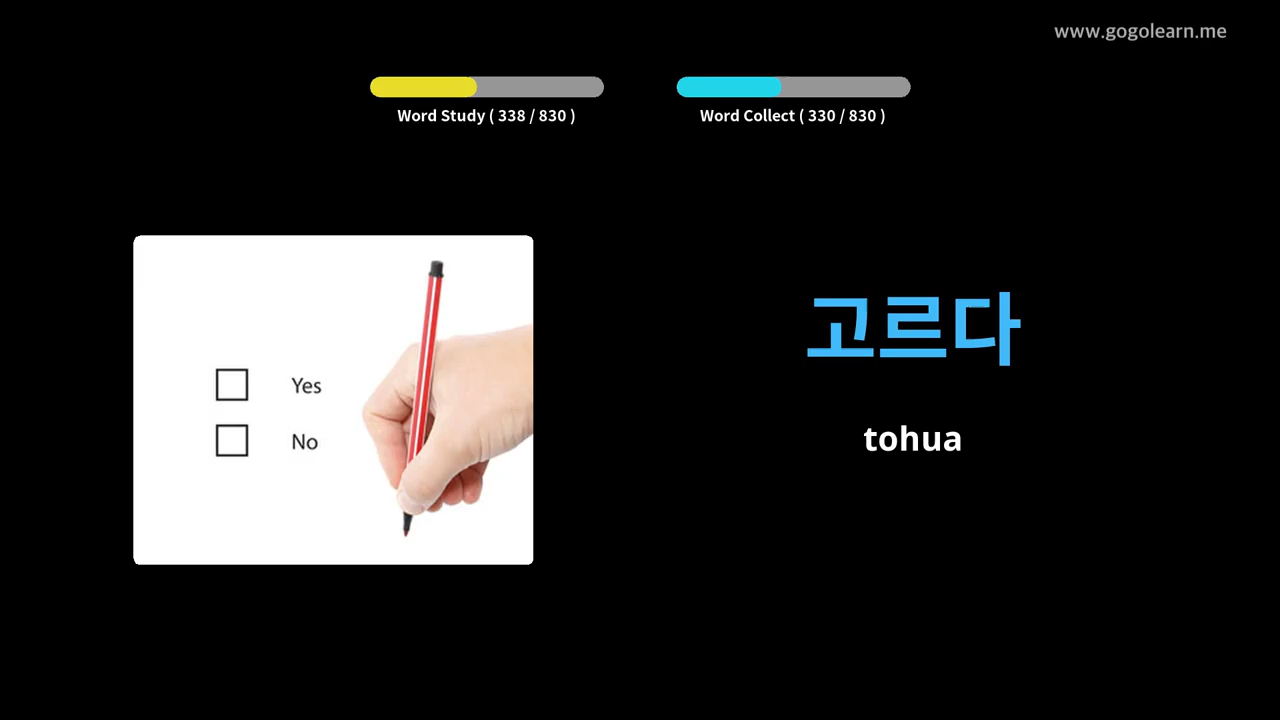 www.gogolearn.me
Word Study ( 338 / 830 )
Word Collect ( 330 / 830 )
Yes
No
고르다
tohua